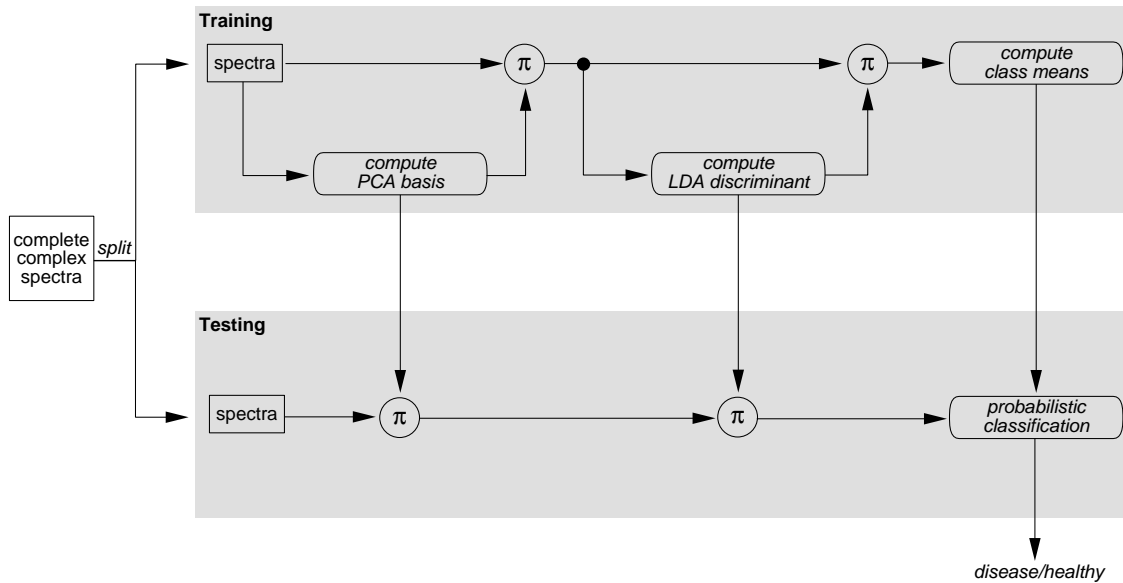 Training
spectra
π
π
compute
class means
compute
PCA basis
compute
LDA discriminant
complete
complex
spectra
split
Testing
spectra
π
π
probabilistic
classification
disease/healthy